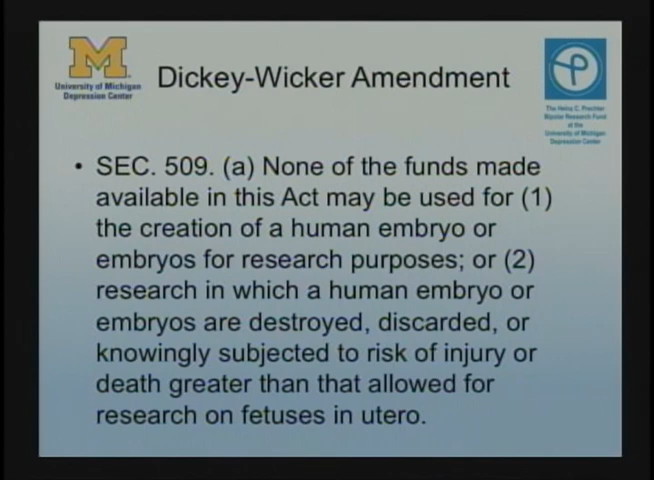 M
University of Michigan
Depression Center
Dickey-Wicker Amendment
The Heinz C. Prechter
Bipolar Research Fund
at the
University of Michigan
Depression Center
• SEC. 509. (a) None of the funds made
available in this Act may be used for (1)
the creation of a human embryo or
embryos for research purposes; or (2)
research in which a human embryo or
embryos are destroyed, discarded, or
knowingly subjected to risk of injury or
death greater than that allowed for
research on fetuses in utero.